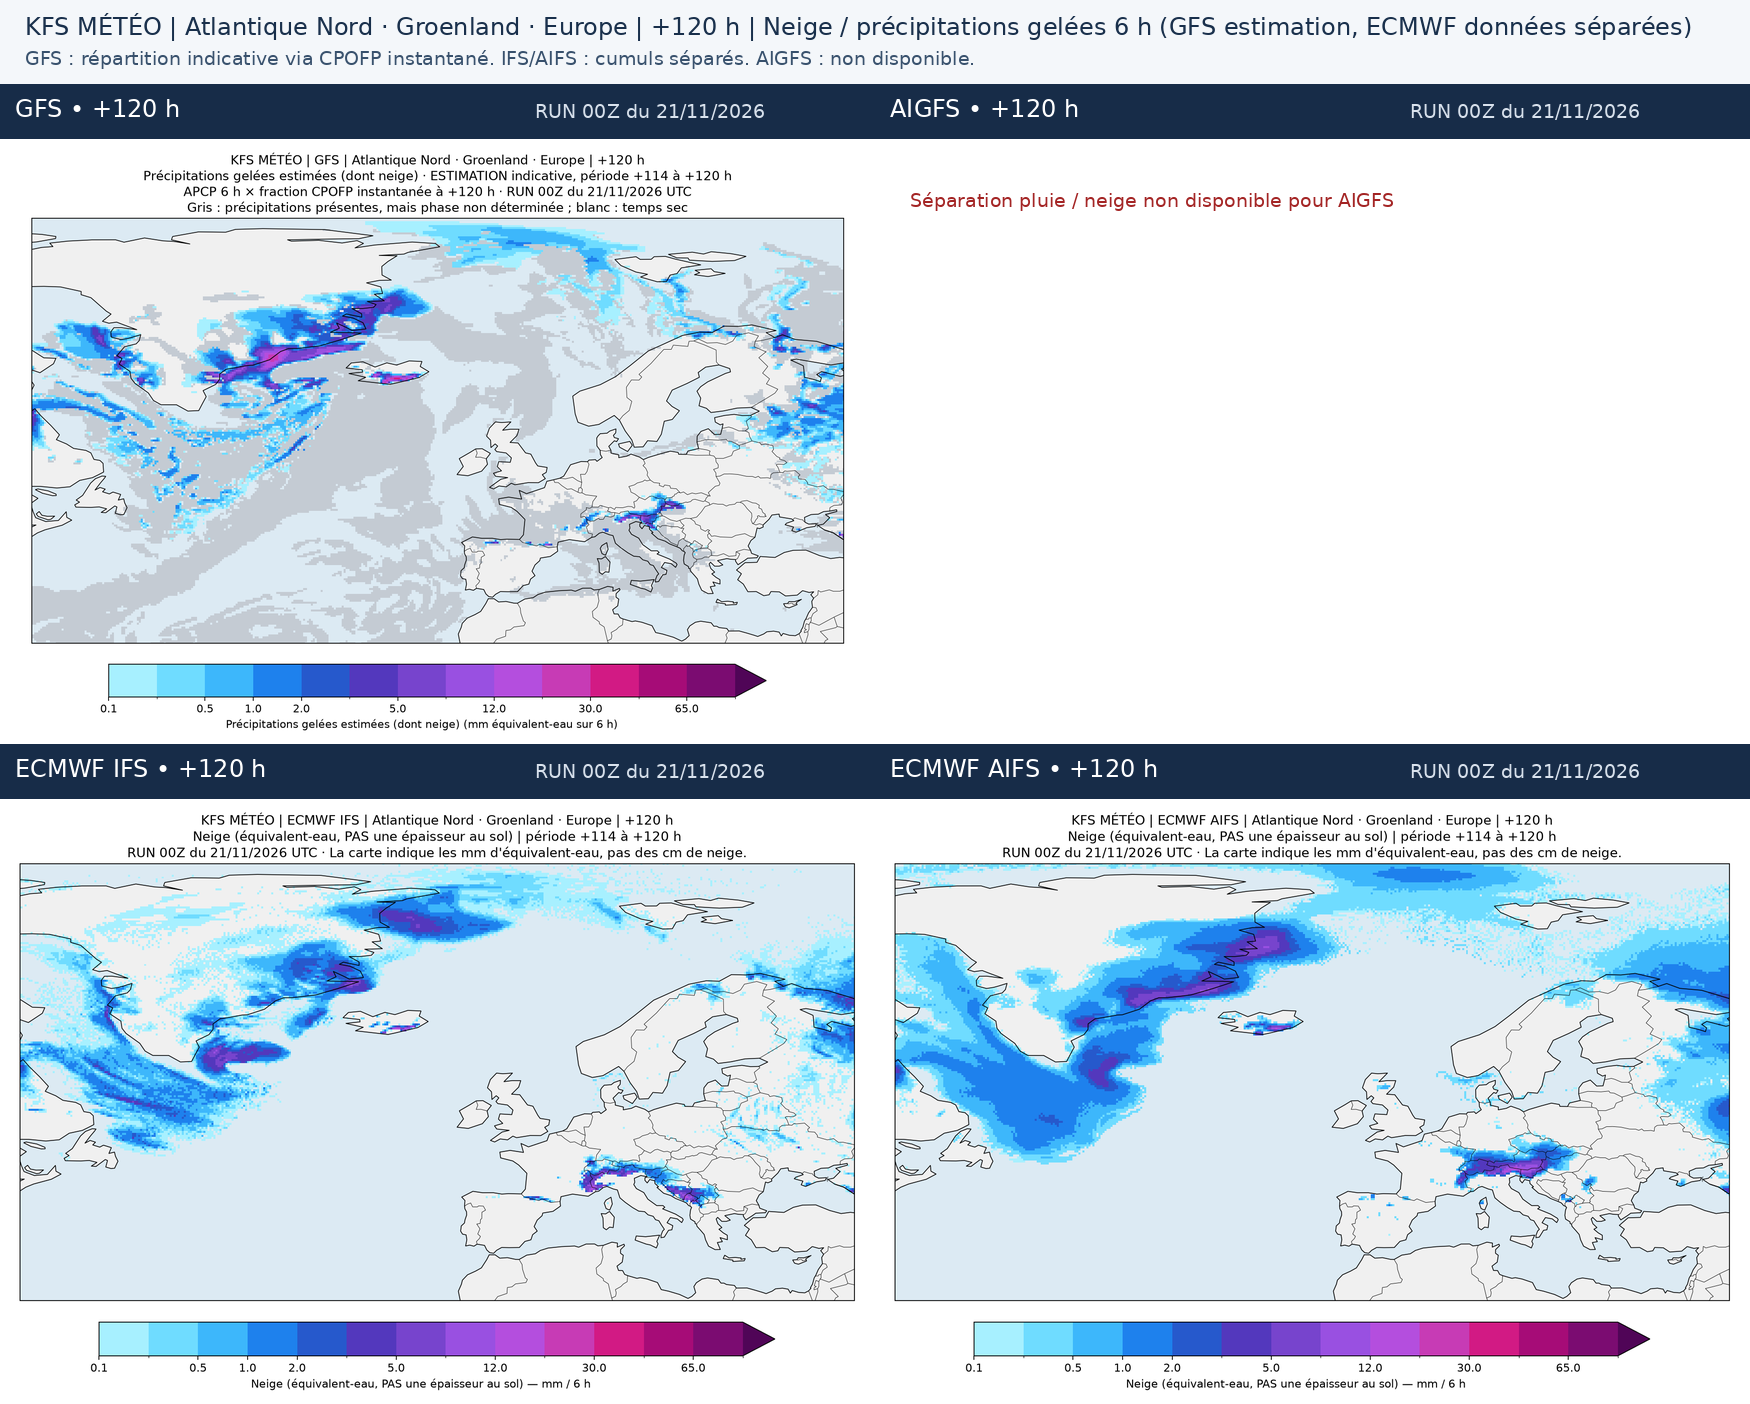 KFS MÉTÉO | Atlantique Nord · Groenland · Europe | +120 h | Neige / précipitations gelées 6 h (GFS estimation, ECMWF données séparées)
GFS : répartition indicative via CPOFP instantané. IFS/AIFS : cumuls séparés. AIGFS : non disponible.
GFS • +120 h
RUN 00Z du 21/11/2026
AIGFS • +120 h
RUN 00Z du 21/11/2026
KFS MÉTÉO | GFS | Atlantique Nord · Groenland · Europe | +120 h
Précipitations gelées estimées (dont neige) · ESTIMATION indicative, période +114 à +120 h
APCP 6 h × fraction CPOFP instantanée à +120 h · RUN 00Z du 21/11/2026 UTC
Gris : précipitations présentes, mais phase non déterminée ; blanc : temps sec
Séparation pluie / neige non disponible pour AIGFS
0.1 0.5 1.0 2.0 5.0 12.0 30.0 65.0
Précipitations gelées estimées (dont neige) (mm équivalent-eau sur 6 h)
ECMWF IFS • +120 h
RUN 00Z du 21/11/2026
ECMWF AIFS • +120 h
RUN 00Z du 21/11/2026
KFS MÉTÉO | ECMWF IFS | Atlantique Nord · Groenland · Europe | +120 h
Neige (équivalent-eau, PAS une épaisseur au sol) | période +114 à +120 h
RUN 00Z du 21/11/2026 UTC · La carte indique les mm d'équivalent-eau, pas des cm de neige.
KFS MÉTÉO | ECMWF AIFS | Atlantique Nord · Groenland · Europe | +120 h
Neige (équivalent-eau, PAS une épaisseur au sol) | période +114 à +120 h
RUN 00Z du 21/11/2026 UTC · La carte indique les mm d'équivalent-eau, pas des cm de neige.
0.1 0.5 1.0 2.0 5.0 12.0 30.0 65.0
Neige (équivalent-eau, PAS une épaisseur au sol) — mm / 6 h
0.1 0.5 1.0 2.0 5.0 12.0 30.0 65.0
Neige (équivalent-eau, PAS une épaisseur au sol) — mm / 6 h